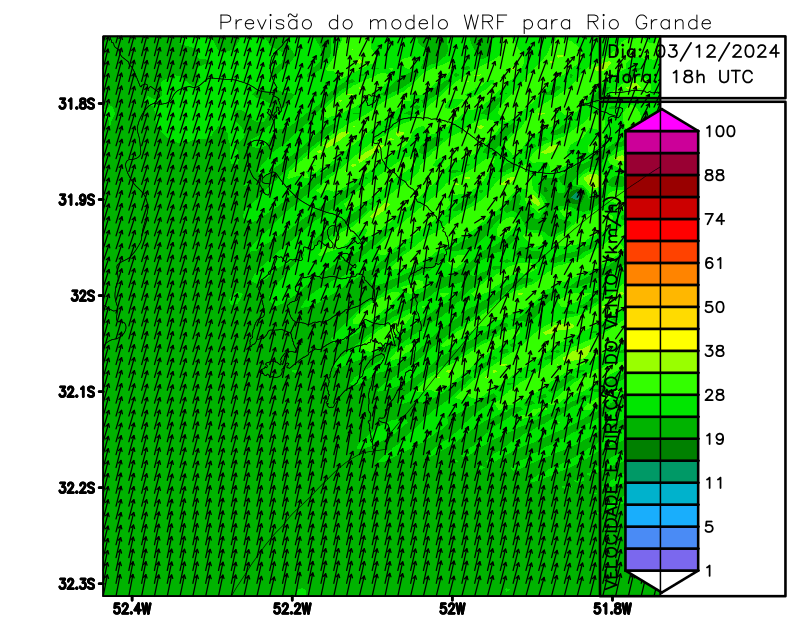 Previsão do modelo WRF para Rio Grande
Dia: 03/12/2024
Hora: 18h UTC
31.8S
31.9S
32S
32.1S
32.2S
32.3S
52.4W
52.2W
52W
51.8W
VELOCIDADE E DIREÇÃO DO VENTO (km/h)
100
88
74
61
50
38
28
19
11
5
1